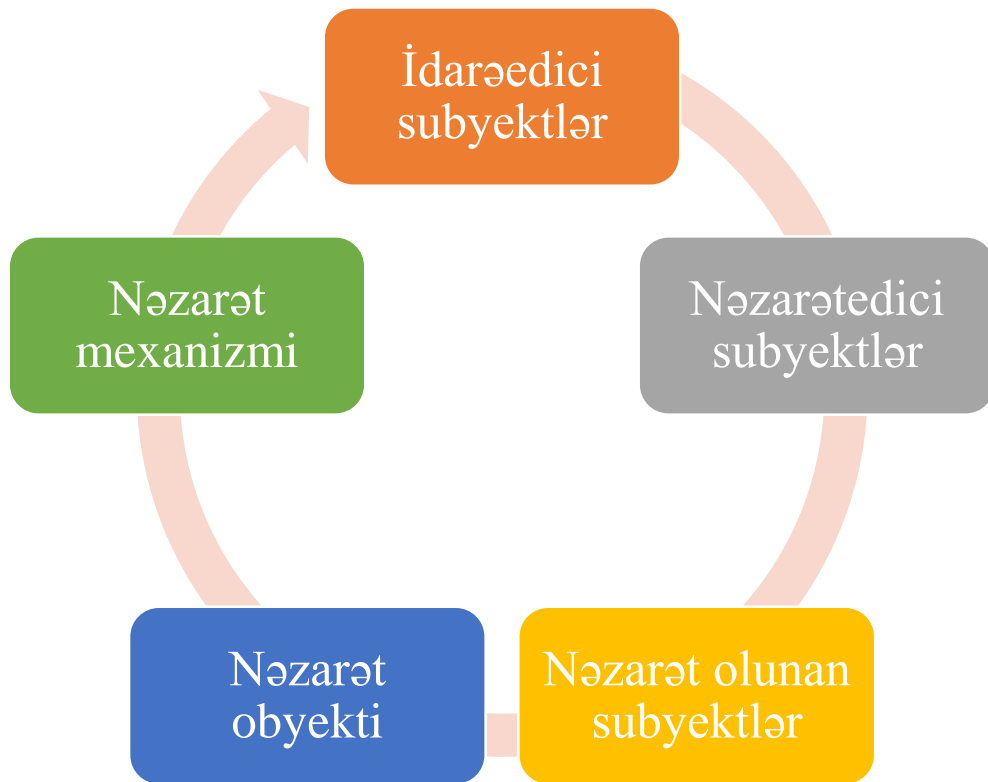 İdarəedici
subyektlər
Nəzarətedici
subyektlər
Nəzarət olunan
subyektlər
Nəzarət
obyekti
Nəzarət
mexanizmi